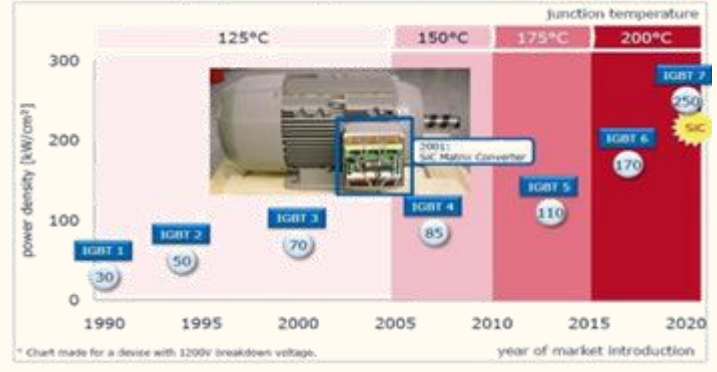 junction temperature
125°C 150°C 175°C 200°C
300
IGBT 7
250
SiC
power density [kW/cm²]
2001:
SiC Matrix Converter
200
IGBT 6
170
IGBT 5
110
IGBT 4
85
100
IGBT 3
70
IGBT 2
50
IGBT 1
30
0
1990 1995 2000 2005 2010 2015 2020
* Chart made for a device with 1200V breakdown voltage.
year of market introduction